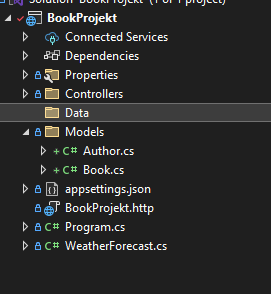 BookProjekt
Connected Services
Dependencies
Properties
Controllers
Data
Models
+ C# Author.cs
+ C# Book.cs
appsettings.json
BookProjekt.http
C# Program.cs
C# WeatherForecast.cs